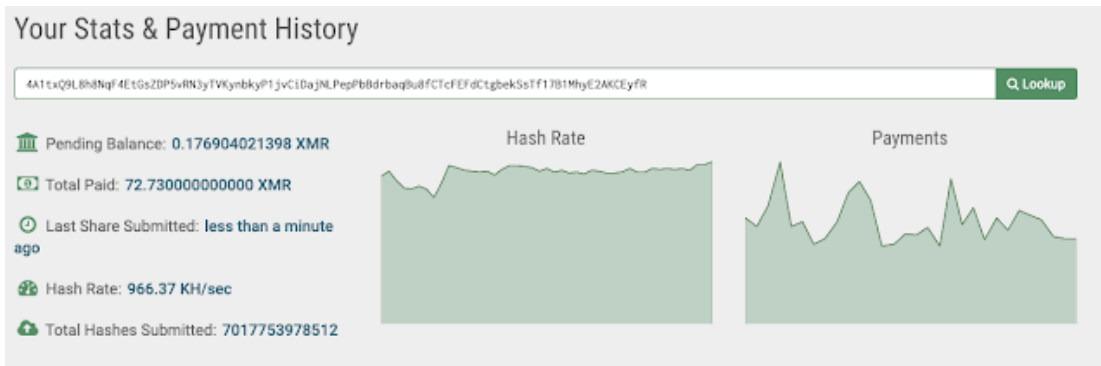 Your Stats & Payment History
4A1txQ9L8h8NqF4EtGsZDP5vRN3yTVKynbkyP1jvCiDajNLPepPbBdrbaqBu8fCTcFEFdCtgbekSsTf17B1MhyE2AKCEyfR
Lookup
Pending Balance: 0.176904021398 XMR
Total Paid: 72.730000000000 XMR
Last Share Submitted: less than a minute
ago
Hash Rate: 966.37 KH/sec
Total Hashes Submitted: 7017753978512
Hash Rate
Payments